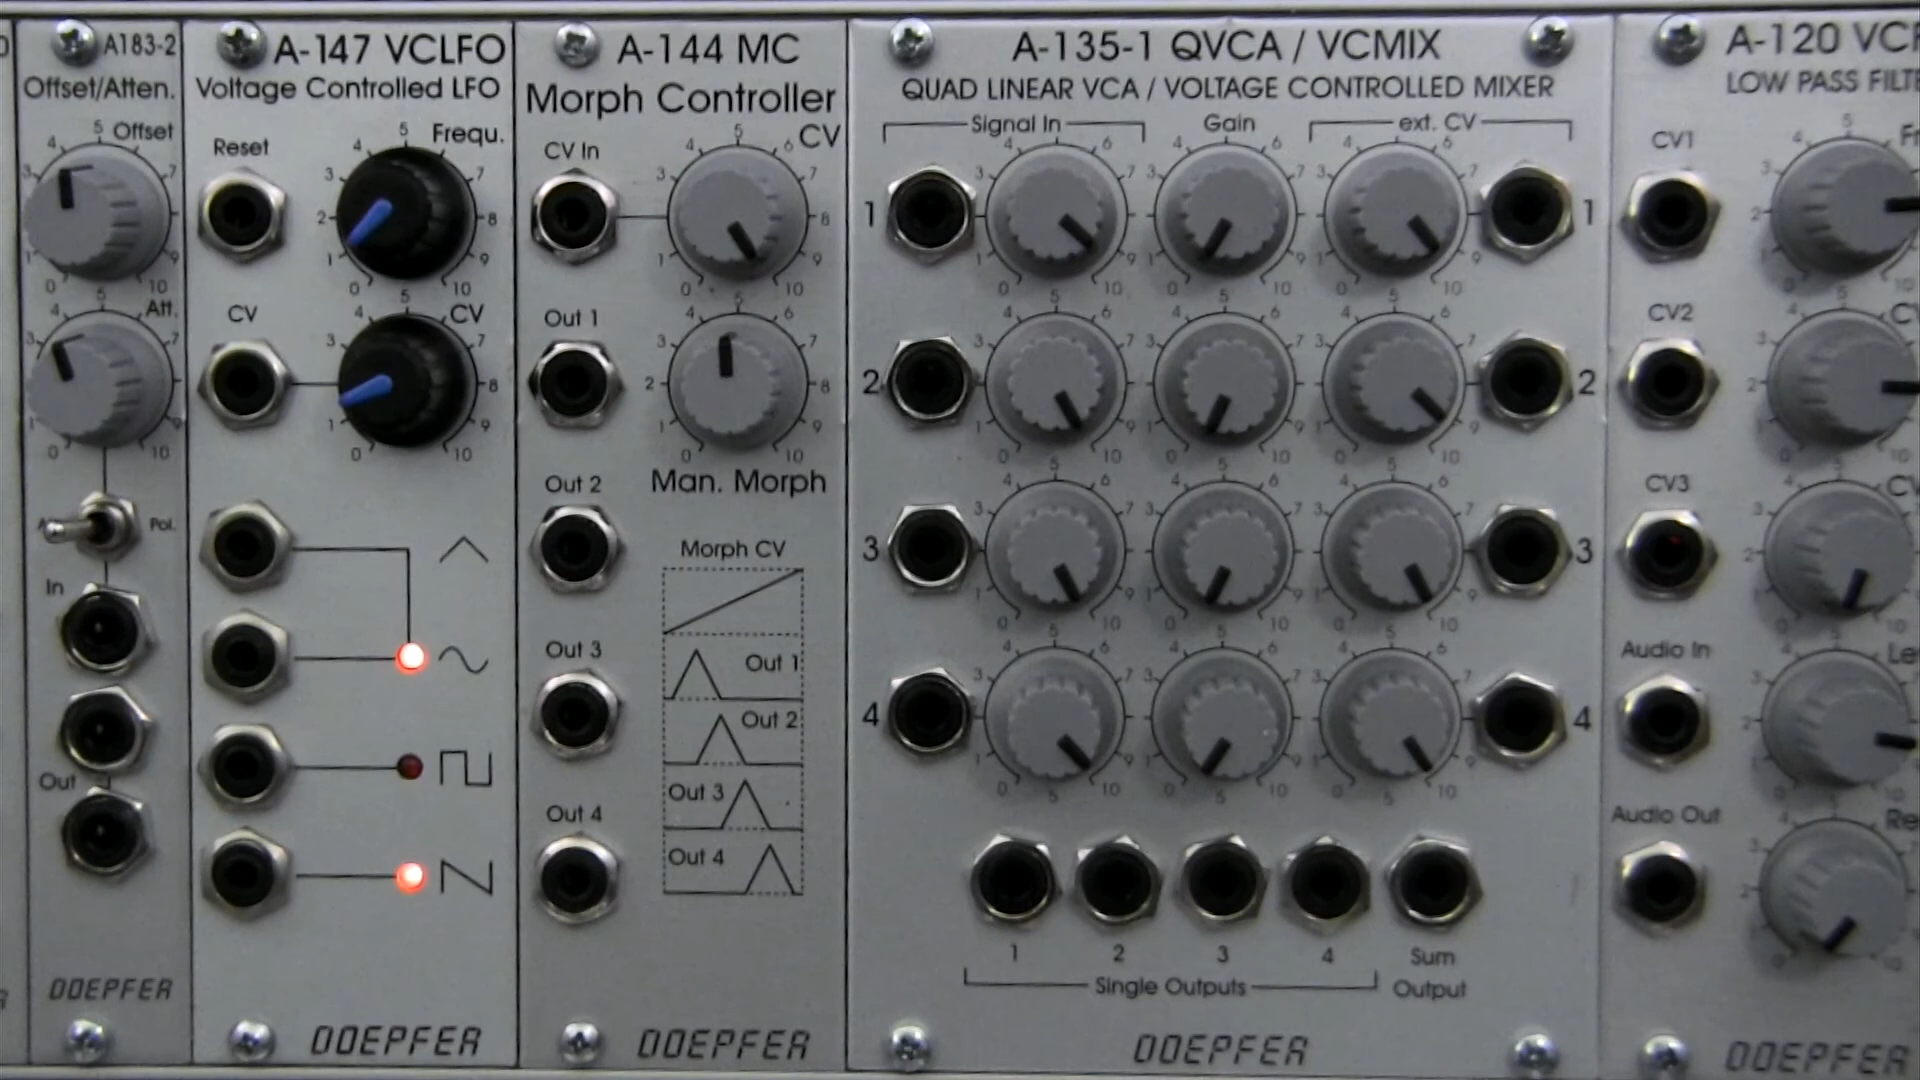 A183-2
Offset/Atten.
Offset
Att.
Pol.
In
Out
DOEPFER
A-147 VCLFO
Voltage Controlled LFO
Reset
Frequ.
CV
CV
DOEPFER
A-144 MC
Morph Controller
CV In
CV
Out 1
Out 2
Man. Morph
Morph CV
Out 3
Out 1
Out 2
Out 3
Out 4
Out 4
DOEPFER
A-135-1 QVCA / VCMIX
QUAD LINEAR VCA / VOLTAGE CONTROLLED MIXER
Signal In
Gain
ext. CV
1 1
2 2
3 3
4 4
1 2 3 4 Sum
Single Outputs Output
DOEPFER
A-120 VCF
LOW PASS
CV1
CV2
CV3
Audio In
Audio Out
DOEPFER